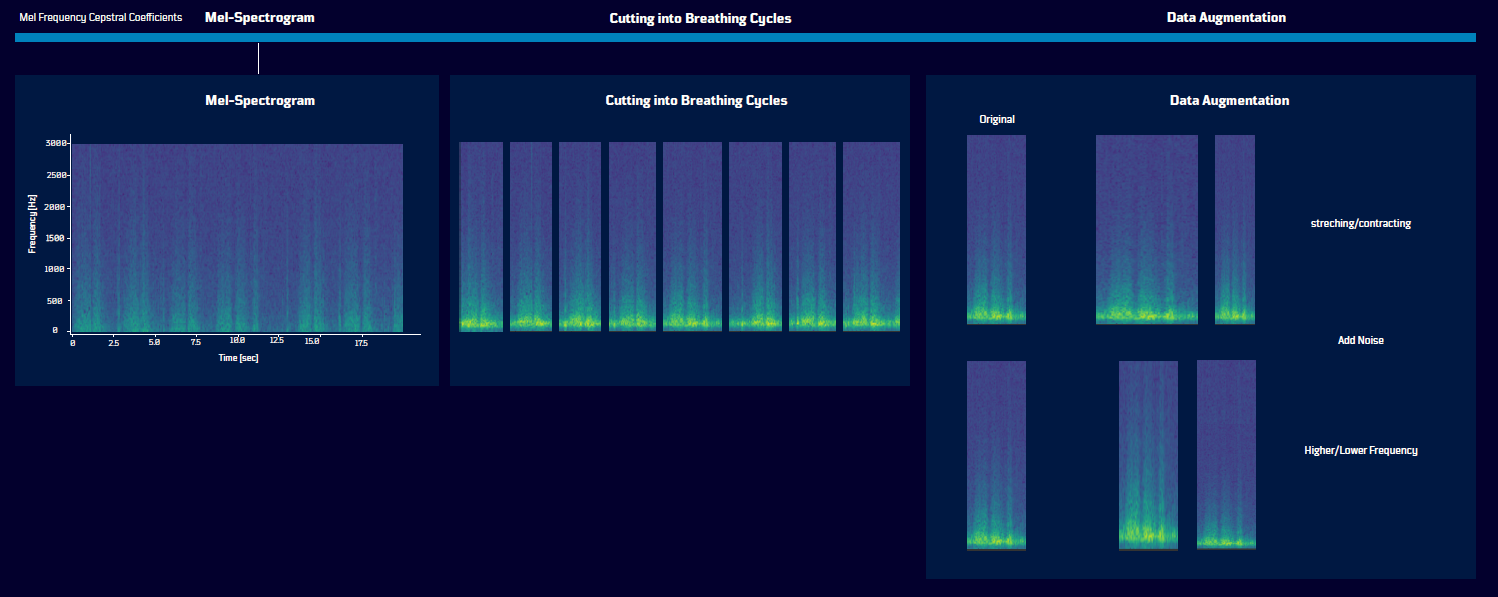 Mel Frequency Cepstral Coefficients
Mel-Spectrogram
Cutting into Breathing Cycles
Data Augmentation
Mel-Spectrogram
3000
2500
2000
1500
1000
500
0
Frequency [Hz]
0 2.5 5.0 7.5 10.0 12.5 15.0 17.5
Time [sec]
Cutting into Breathing Cycles
Data Augmentation
Original
streching/contracting
Add Noise
Higher/Lower Frequency